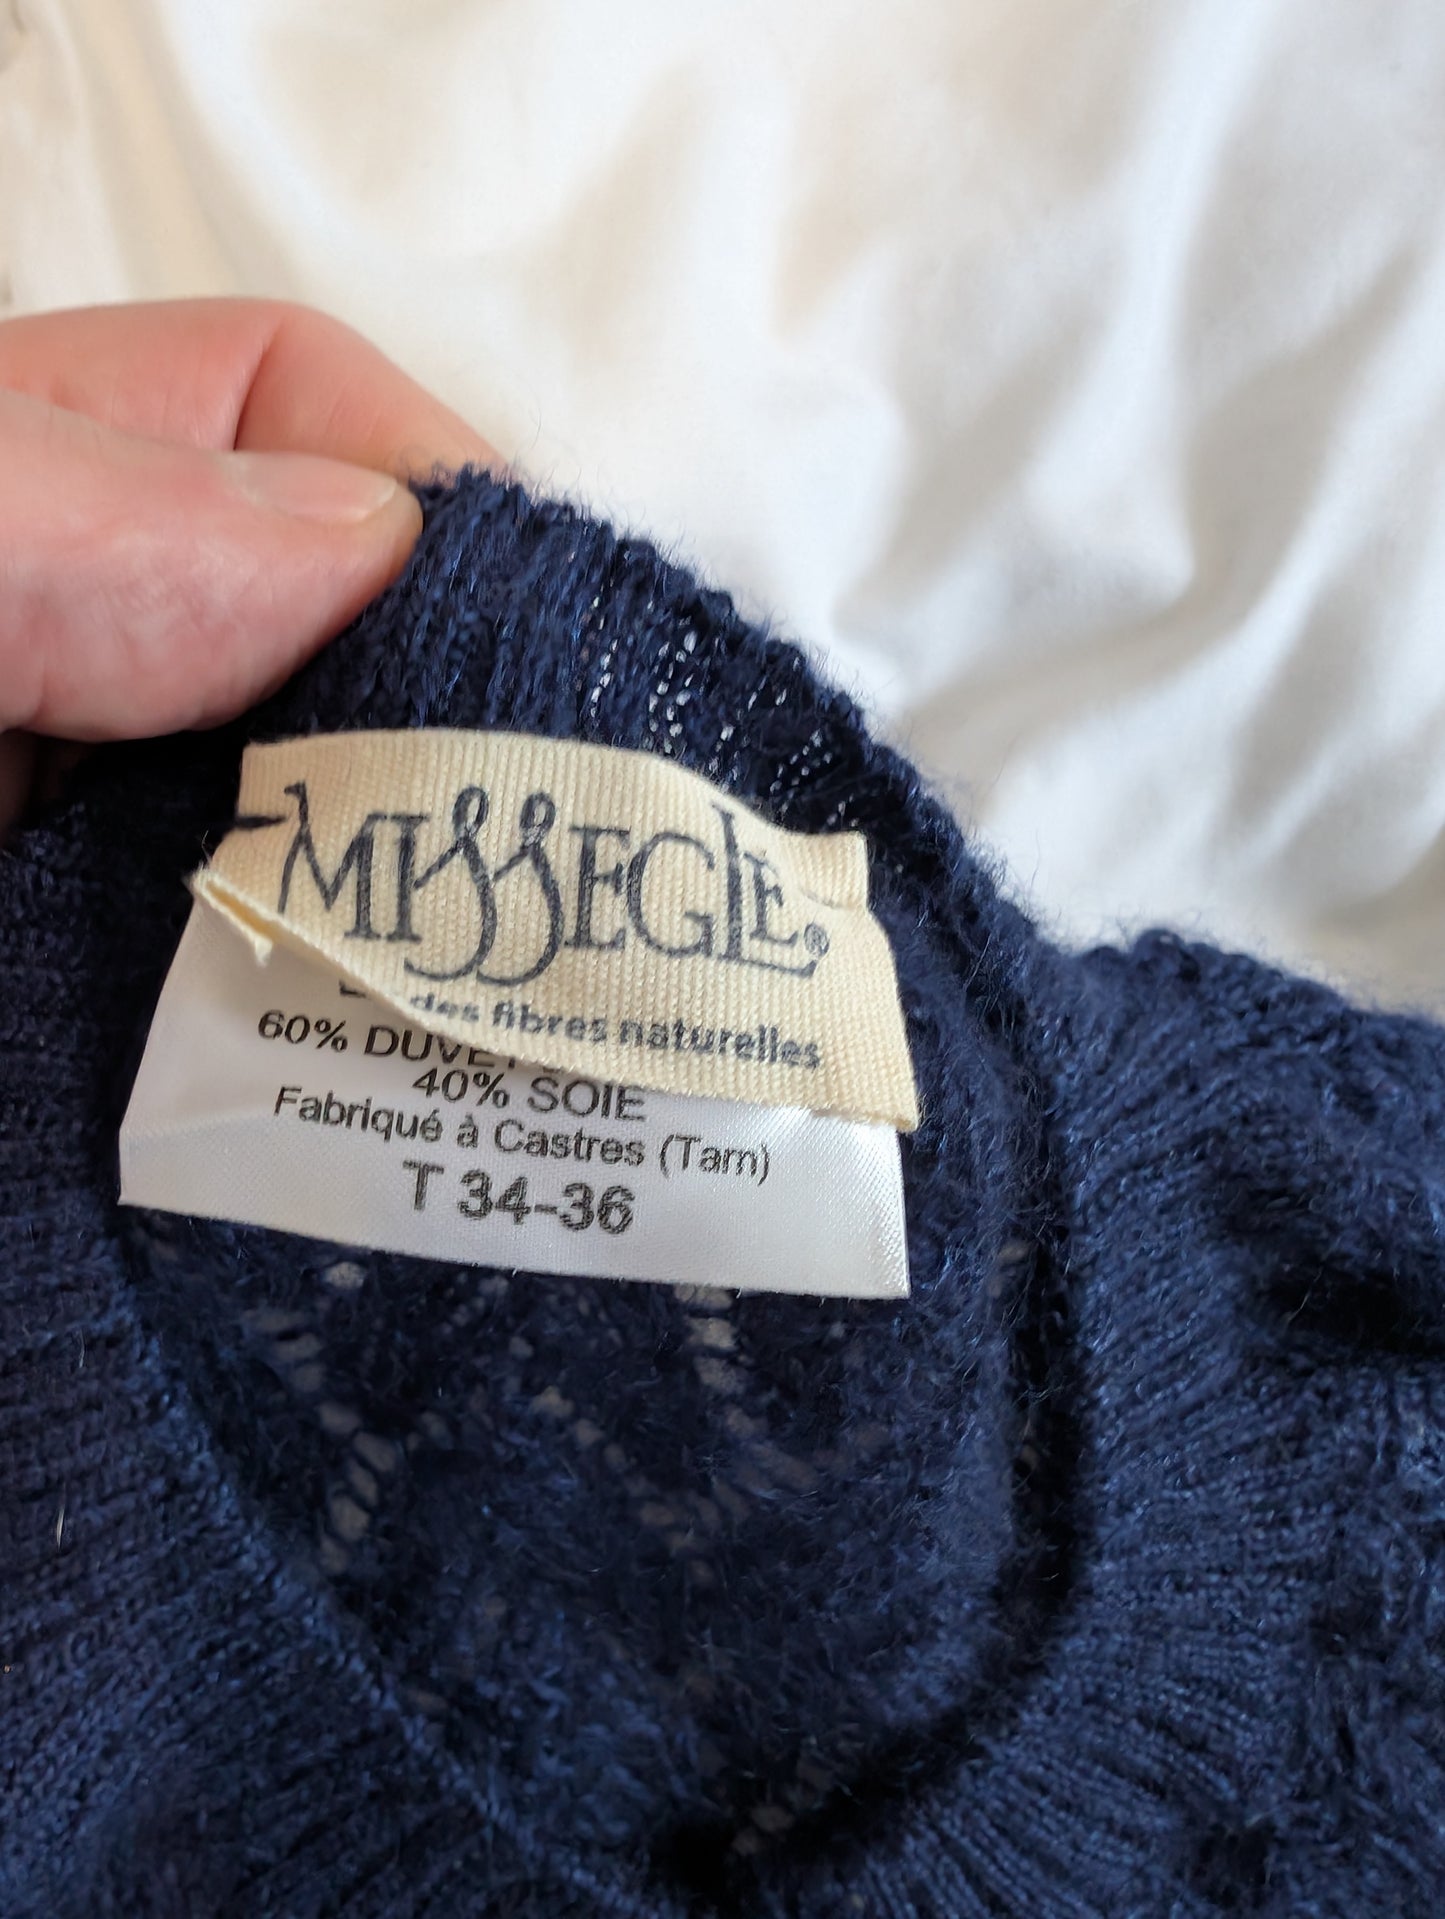 MISSEGLE®
des fibres naturelles
60% DUVET
40% SOIE
Fabriqué à Castres (Tarn)
T 34-36